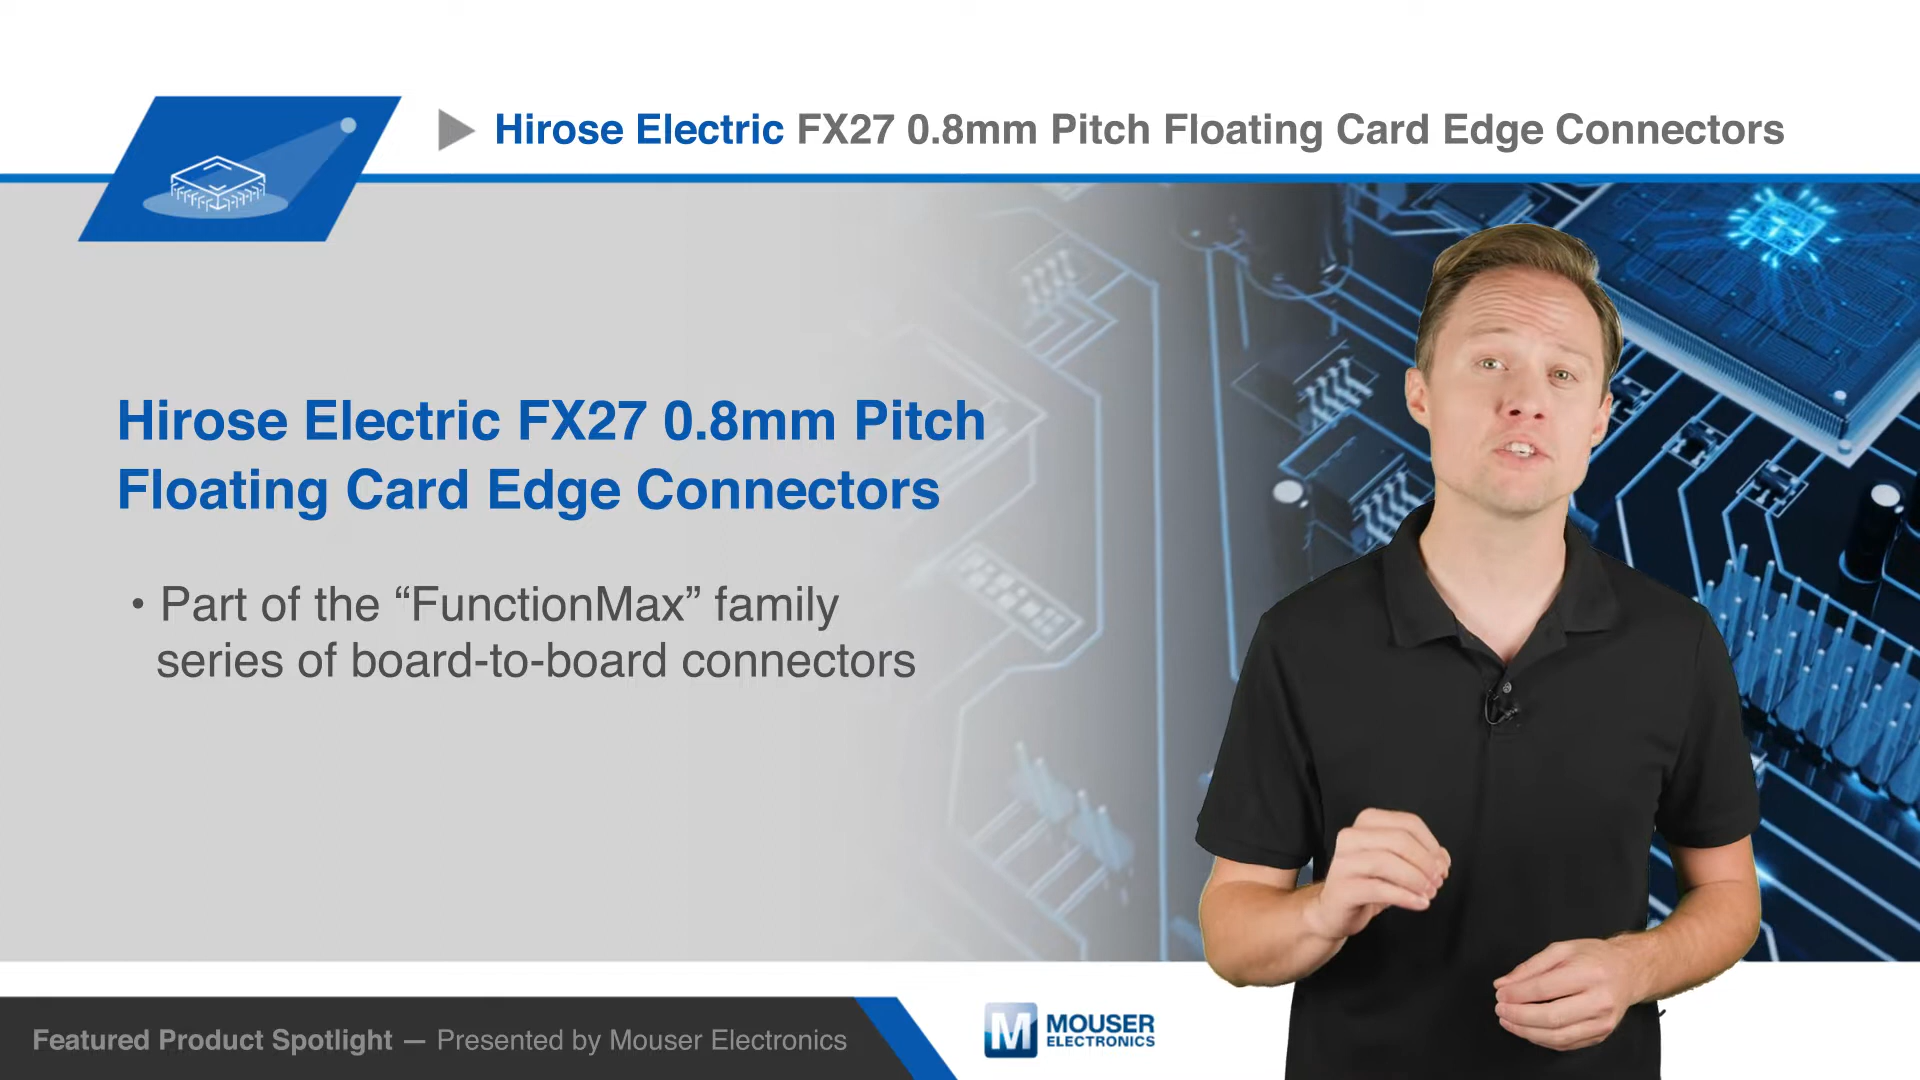 Hirose Electric FX27 0.8mm Pitch Floating Card Edge Connectors
Hirose Electric FX27 0.8mm Pitch
Floating Card Edge Connectors
• Part of the “FunctionMax” family
series of board-to-board connectors
Featured Product Spotlight — Presented by Mouser Electronics
M MOUSER
ELECTRONICS